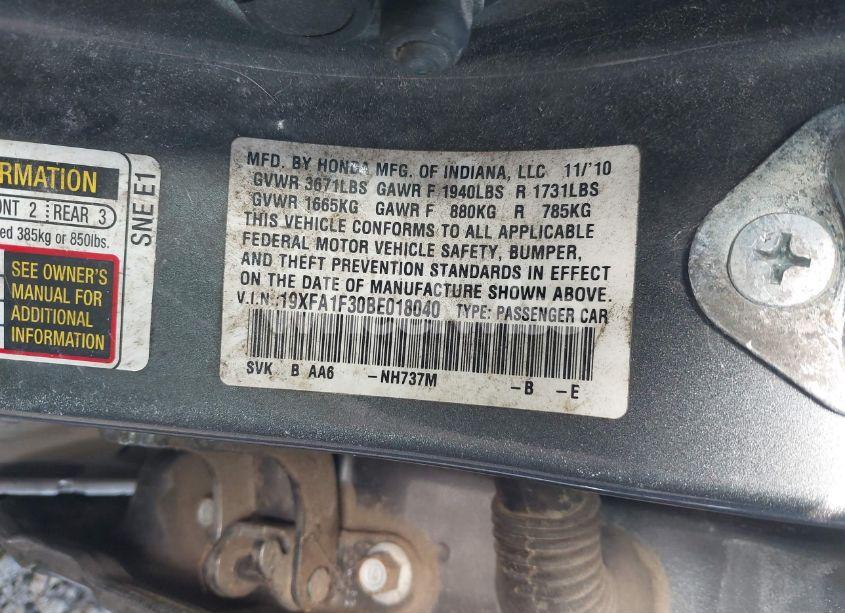 RMATION
ONT 2 REAR 3
ed 385kg or 850lbs.
SEE OWNER'S
MANUAL FOR
ADDITIONAL
INFORMATION
SNE E1
MFD. BY HONDA MFG. OF INDIANA, LLC 11/'10
GVWR 3671LBS GAWR F 1940LBS R 1731LBS
GVWR 1665KG GAWR F 880KG R 785KG
THIS VEHICLE CONFORMS TO ALL APPLICABLE
FEDERAL MOTOR VEHICLE SAFETY, BUMPER,
AND THEFT PREVENTION STANDARDS IN EFFECT
ON THE DATE OF MANUFACTURE SHOWN ABOVE.
V.I.N.:19XFA1F30BE018040 TYPE: PASSENGER CAR
SVK B AA6 -NH737M -B -E